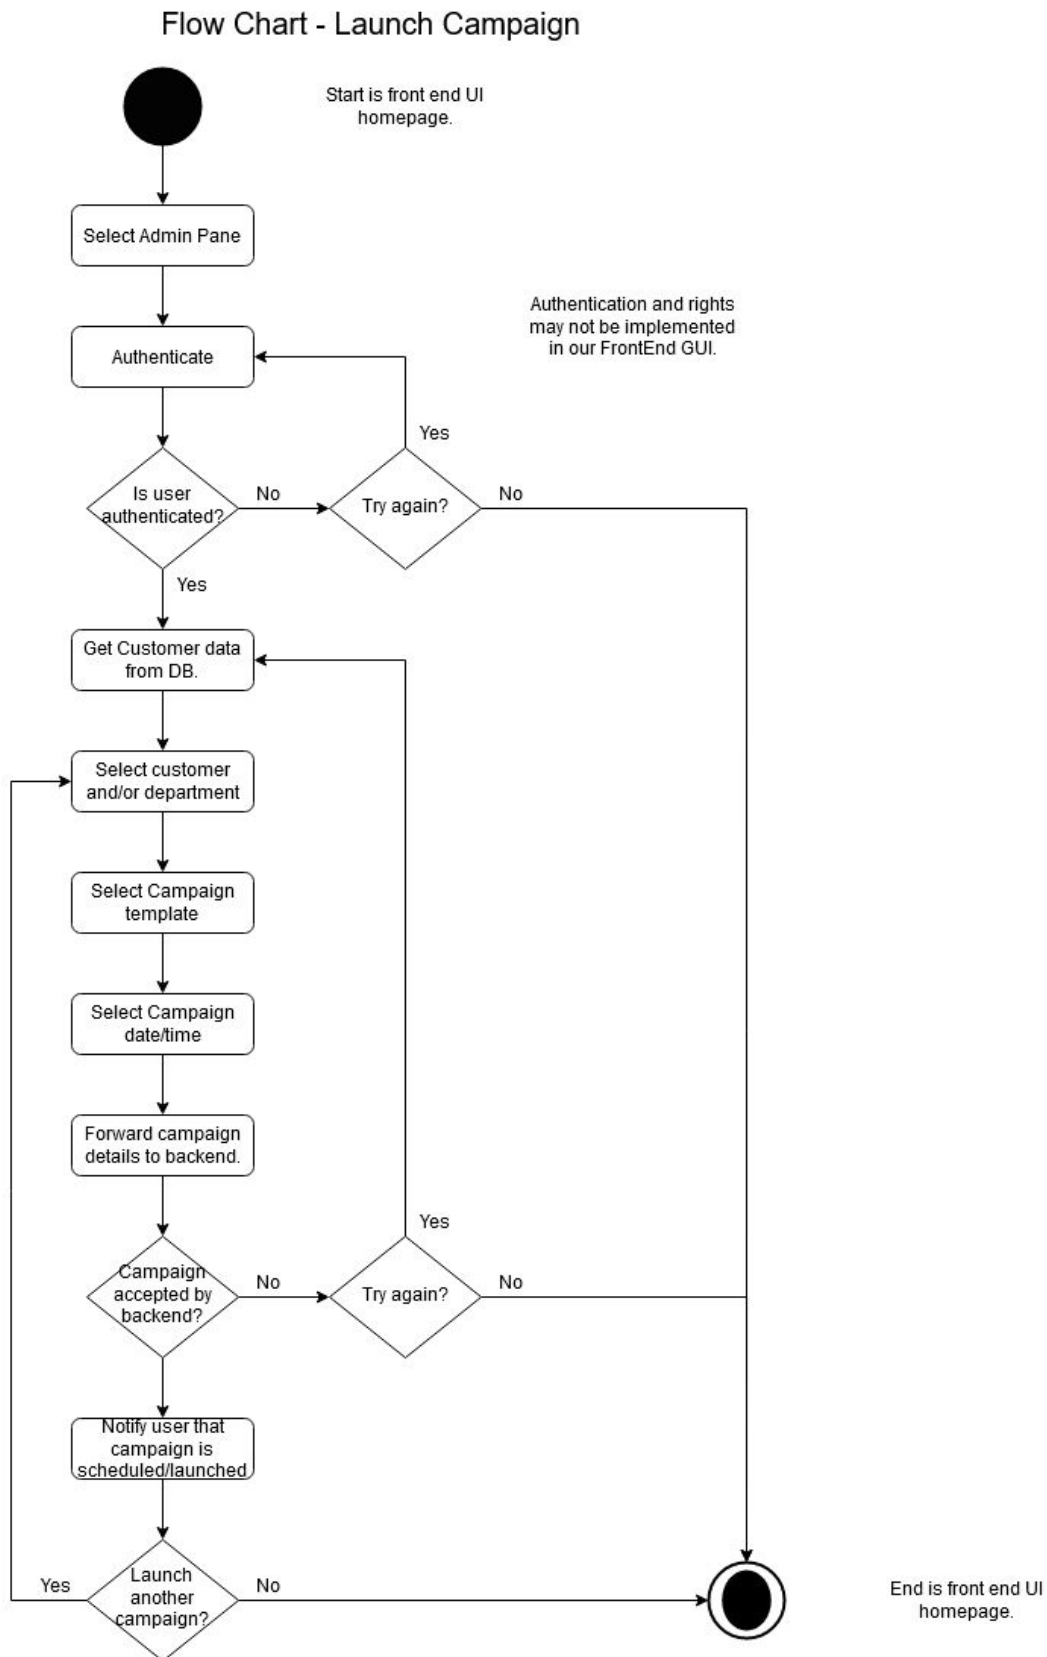 Flow Chart - Launch Campaign
Start is front end UI
homepage.
Select Admin Pane
Authentication and rights
may not be implemented
in our FrontEnd GUI.
Authenticate
Yes
Is user
authenticated?
No
Try again?
No
Yes
Get Customer data
from DB.
Select customer
and/or department
Select Campaign
template
Select Campaign
date/time
Forward campaign
details to backend.
Yes
Campaign
accepted by
backend?
No
Try again?
No
Notify user that
campaign is
scheduled/launched
Yes
Launch
another
campaign?
No
End is front end UI
homepage.